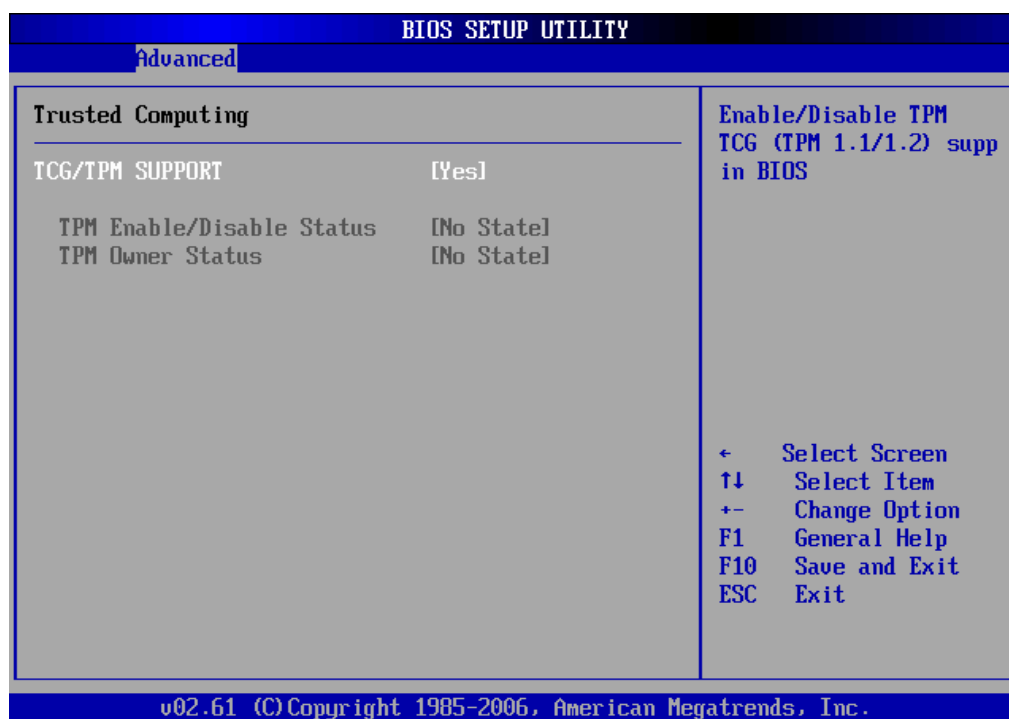 BIOS SETUP UTILITY
Advanced
Trusted Computing
TCG/TPM SUPPORT [Yes]
TPM Enable/Disable Status [No State]
TPM Owner Status [No State]
Enable/Disable TPM
TCG (TPM 1.1/1.2) supp
in BIOS
← Select Screen
↑↓ Select Item
+- Change Option
F1 General Help
F10 Save and Exit
ESC Exit
v02.61 (C)Copyright 1985-2006, American Megatrends, Inc.